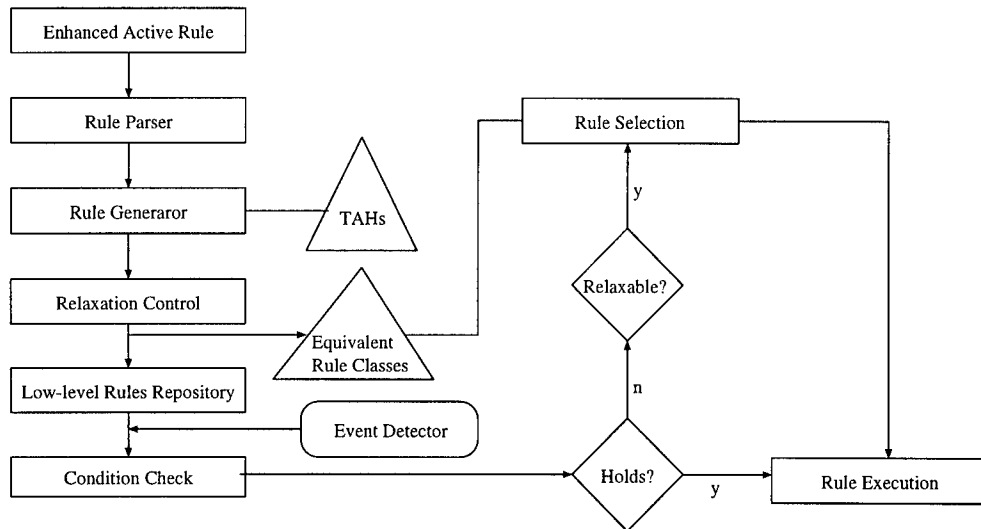 Enhanced Active Rule
Rule Parser
Rule Selection
y
Rule Generaror
TAHs
Relaxable?
Relaxation Control
Equivalent
Rule Classes
n
Low-level Rules Repository
Event Detector
Condition Check
Holds?
y
Rule Execution